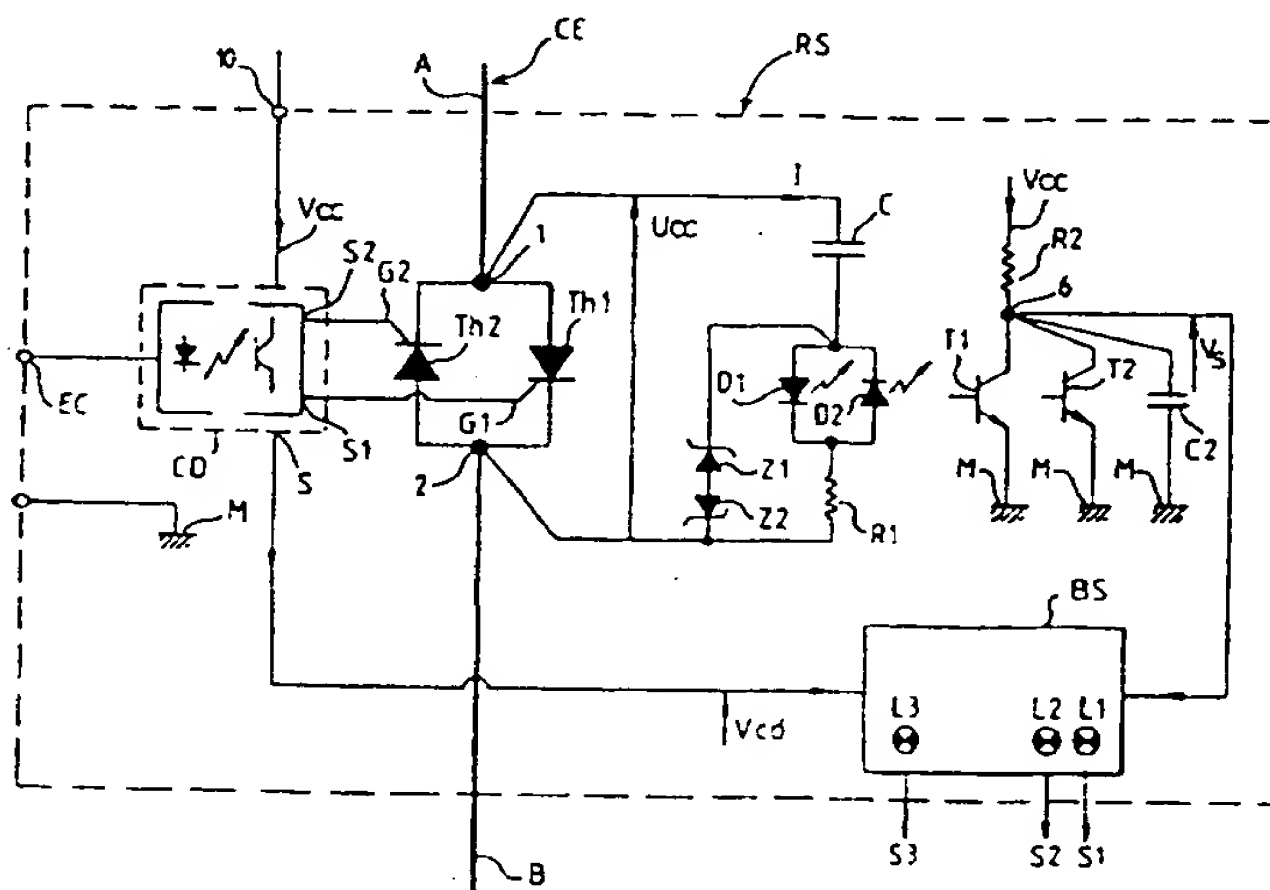 CE
10
A
RS
Vcc
1
I
C
Vcc
S2
Ucc
R2
G2
1
6
Th1
Th2
T1
Vs
D1
T2
EC
D2
G1
S1
C2
CD
S
Z1
M
M
M
2
M
Z2
R1
BS
L3
L2
L1
Vcd
S3
S2
S1
B